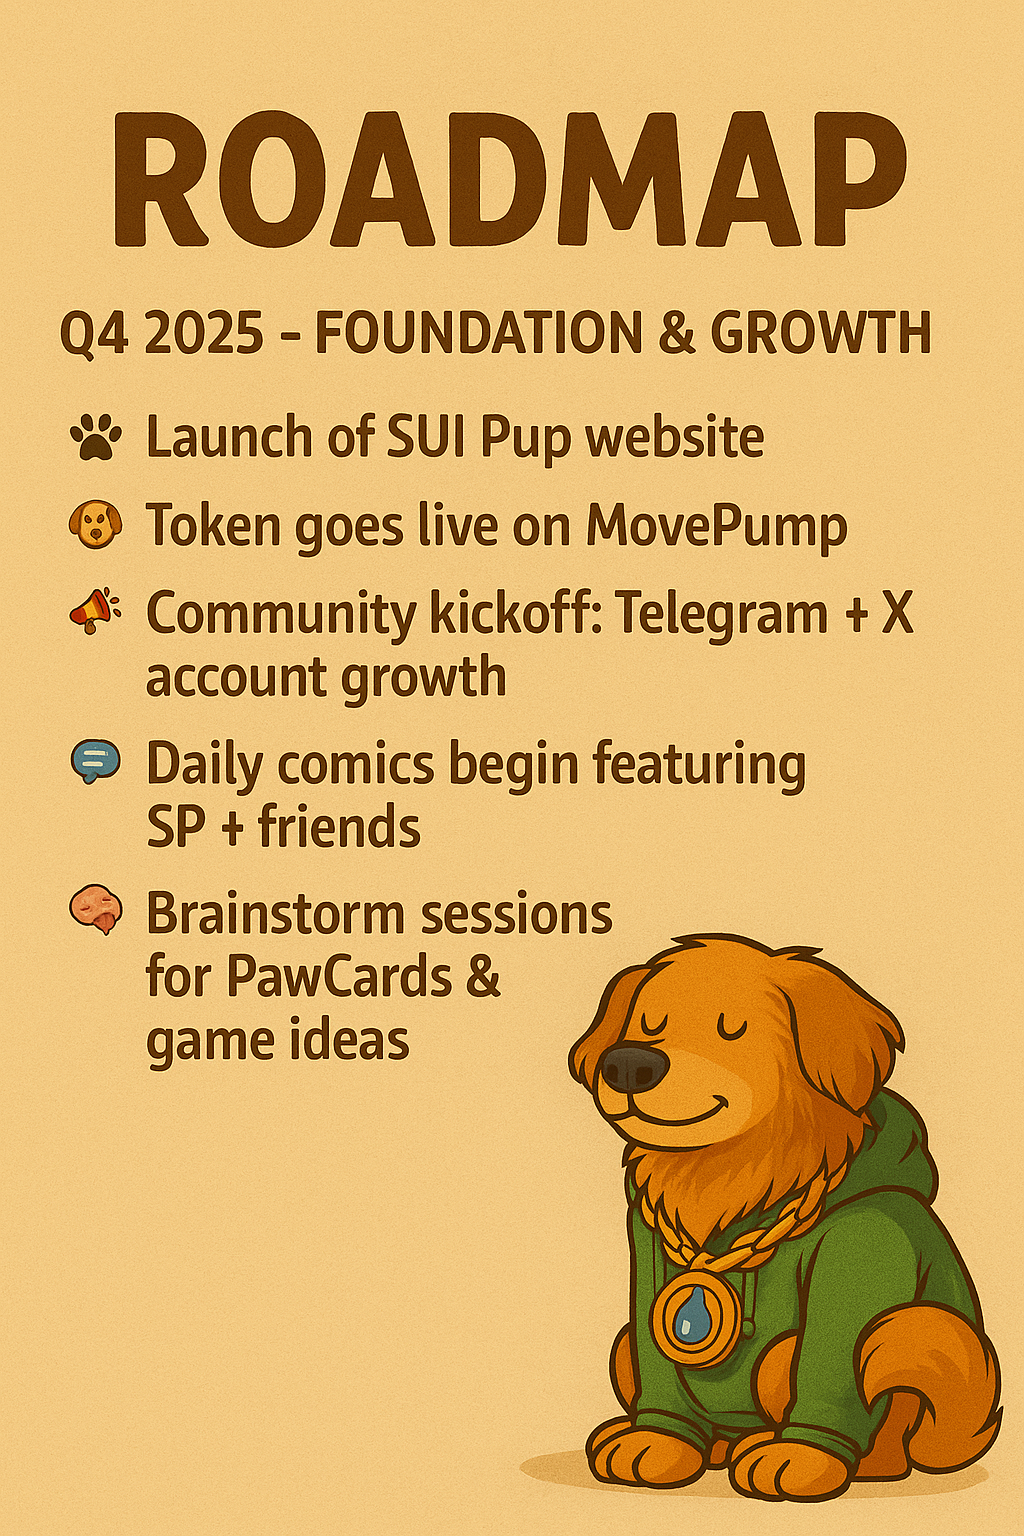 ROADMAP
Q4 2025 - FOUNDATION & GROWTH
Launch of SUI Pup website
Token goes live on MovePump
Community kickoff: Telegram + X
account growth
Daily comics begin featuring
SP + friends
Brainstorm sessions
for PawCards &
game ideas